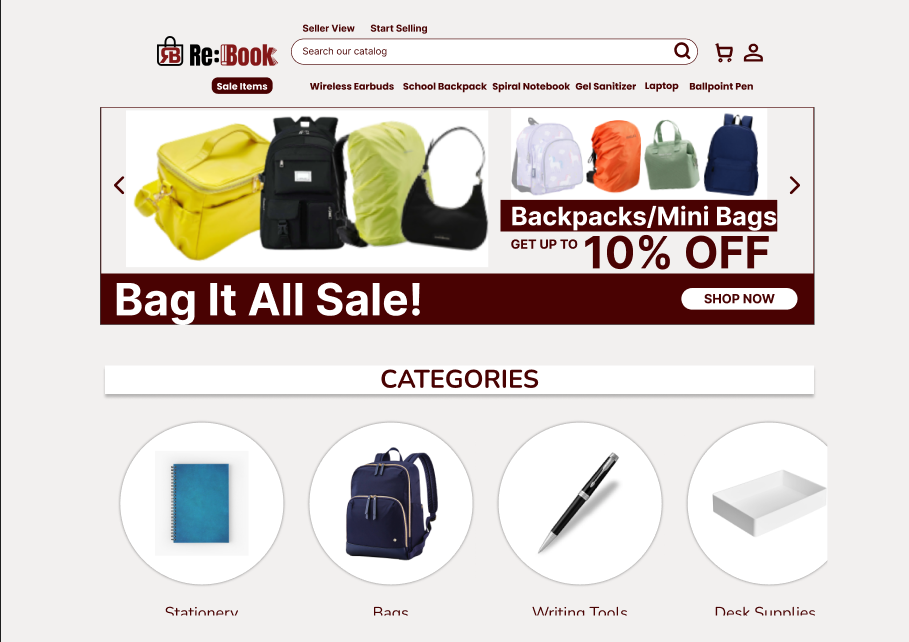 Seller View Start Selling
RB Re:Book
Search our catalog
Sale Items Wireless Earbuds School Backpack Spiral Notebook Gel Sanitizer Laptop Ballpoint Pen
Backpacks/Mini Bags
GET UP TO 10% OFF
Bag It All Sale!
SHOP NOW
CATEGORIES
Stationery Bags Writing Tools Desk Supplies